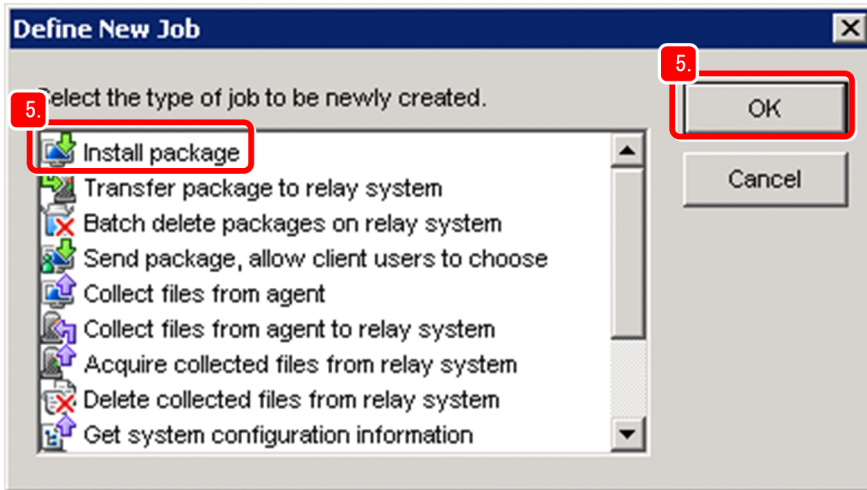 Define New Job
5.
Select the type of job to be newly created.
5.
OK
Install package
Cancel
Transfer package to relay system
Batch delete packages on relay system
Send package, allow client users to choose
Collect files from agent
Collect files from agent to relay system
Acquire collected files from relay system
Delete collected files from relay system
Get system configuration information